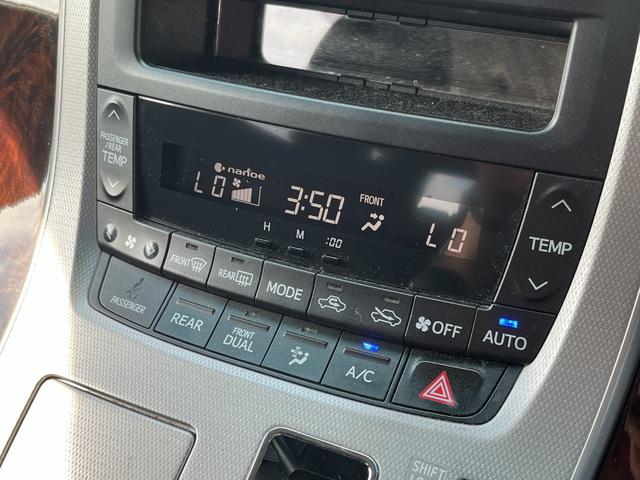 PASSENGER
/REAR
TEMP
nanoe
LO
3:50
FRONT
LO
H M :00
TEMP
FRONT
REAR
MODE
OFF
AUTO
PASSENGER
REAR
FRONT
DUAL
A/C
SHIFT